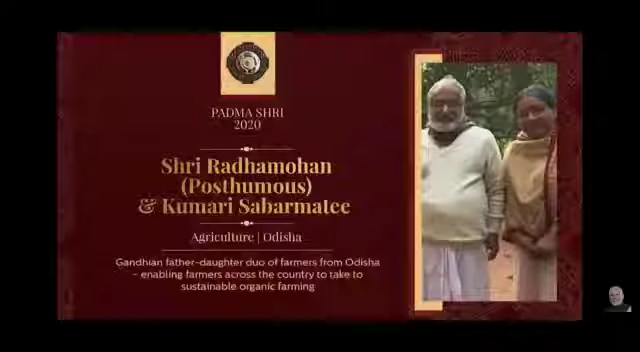 PADMA SHRI
2020
Shri Radhamohan
(Posthumous)
& Kumari Sabarmatee
Agriculture | Odisha
Gandhian father-daughter duo of farmers from Odisha
- enabling farmers across the country to take to
sustainable organic farming